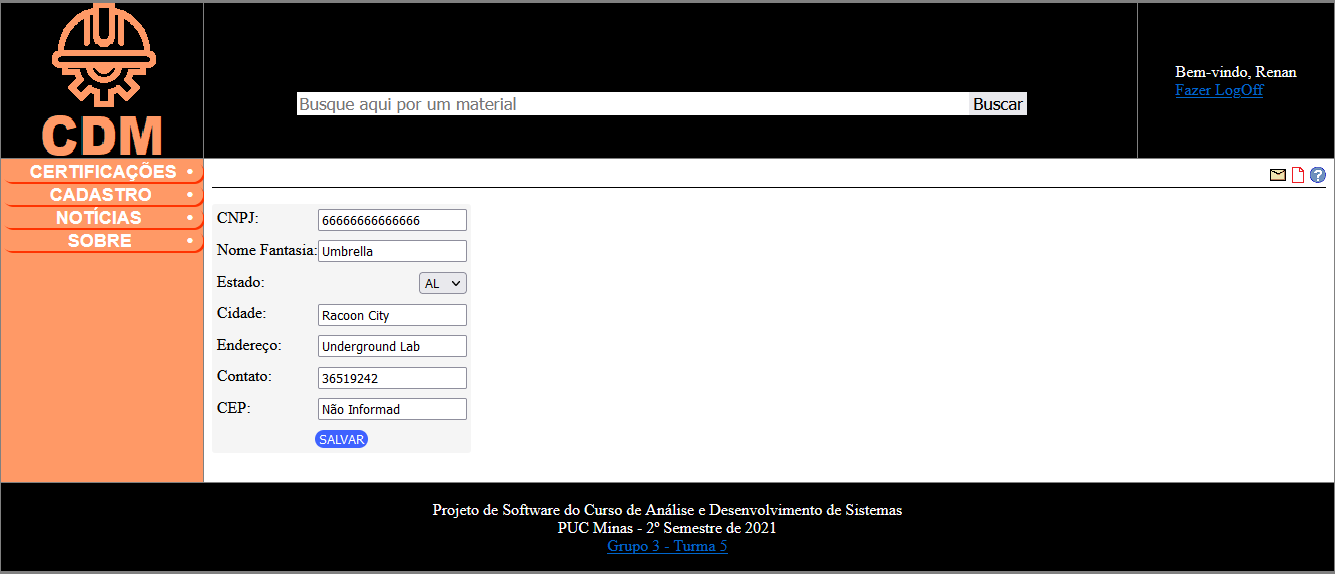 CDM
Busque aqui por um material Buscar
Bem-vindo, Renan
Fazer LogOff
CERTIFICAÇÕES •
CADASTRO •
NOTÍCIAS •
SOBRE •
?
CNPJ: 66666666666666
Nome Fantasia: Umbrella
Estado: AL
Cidade: Racoon City
Endereço: Underground Lab
Contato: 36519242
CEP: Não Informad
SALVAR
Projeto de Software do Curso de Análise e Desenvolvimento de Sistemas
PUC Minas - 2º Semestre de 2021
Grupo 3 - Turma 5